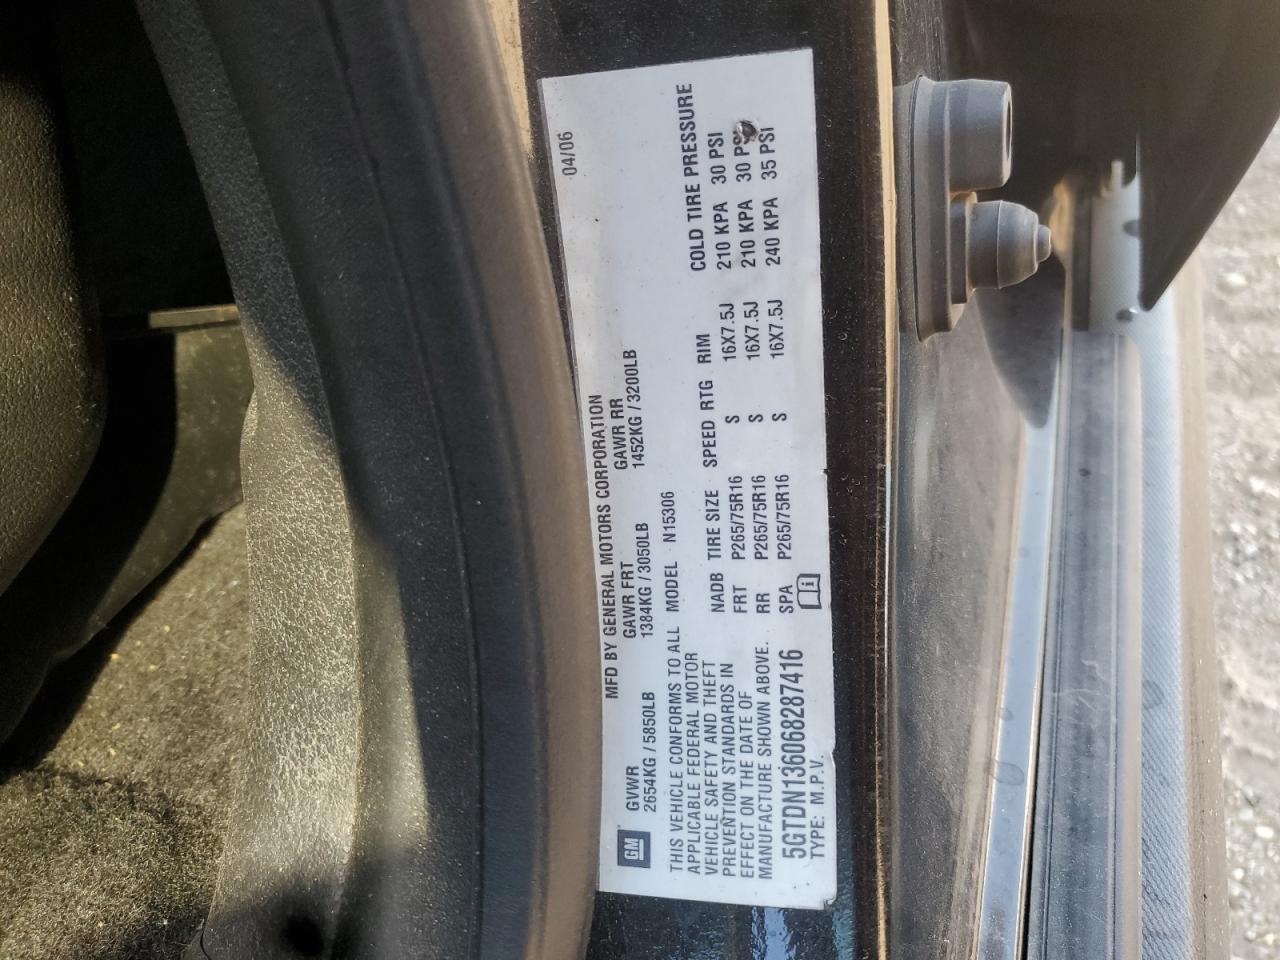 04/06
MFD BY GENERAL MOTORS CORPORATION
GVWR GAWR FRT GAWR RR
2654KG / 5850LB 1384KG / 3050LB 1452KG / 3200LB
GM
THIS VEHICLE CONFORMS TO ALL
APPLICABLE FEDERAL MOTOR
VEHICLE SAFETY AND THEFT
PREVENTION STANDARDS IN
EFFECT ON THE DATE OF
MANUFACTURE SHOWN ABOVE.
5GTDN136068287416
TYPE: M.P.V.
MODEL N15306
NADB TIRE SIZE SPEED RTG RIM COLD TIRE PRESSURE
FRT P265/75R16 S 16X7.5J 210 KPA 30 PSI
RR P265/75R16 S 16X7.5J 210 KPA 30 PSI
SPA P265/75R16 S 16X7.5J 240 KPA 35 PSI